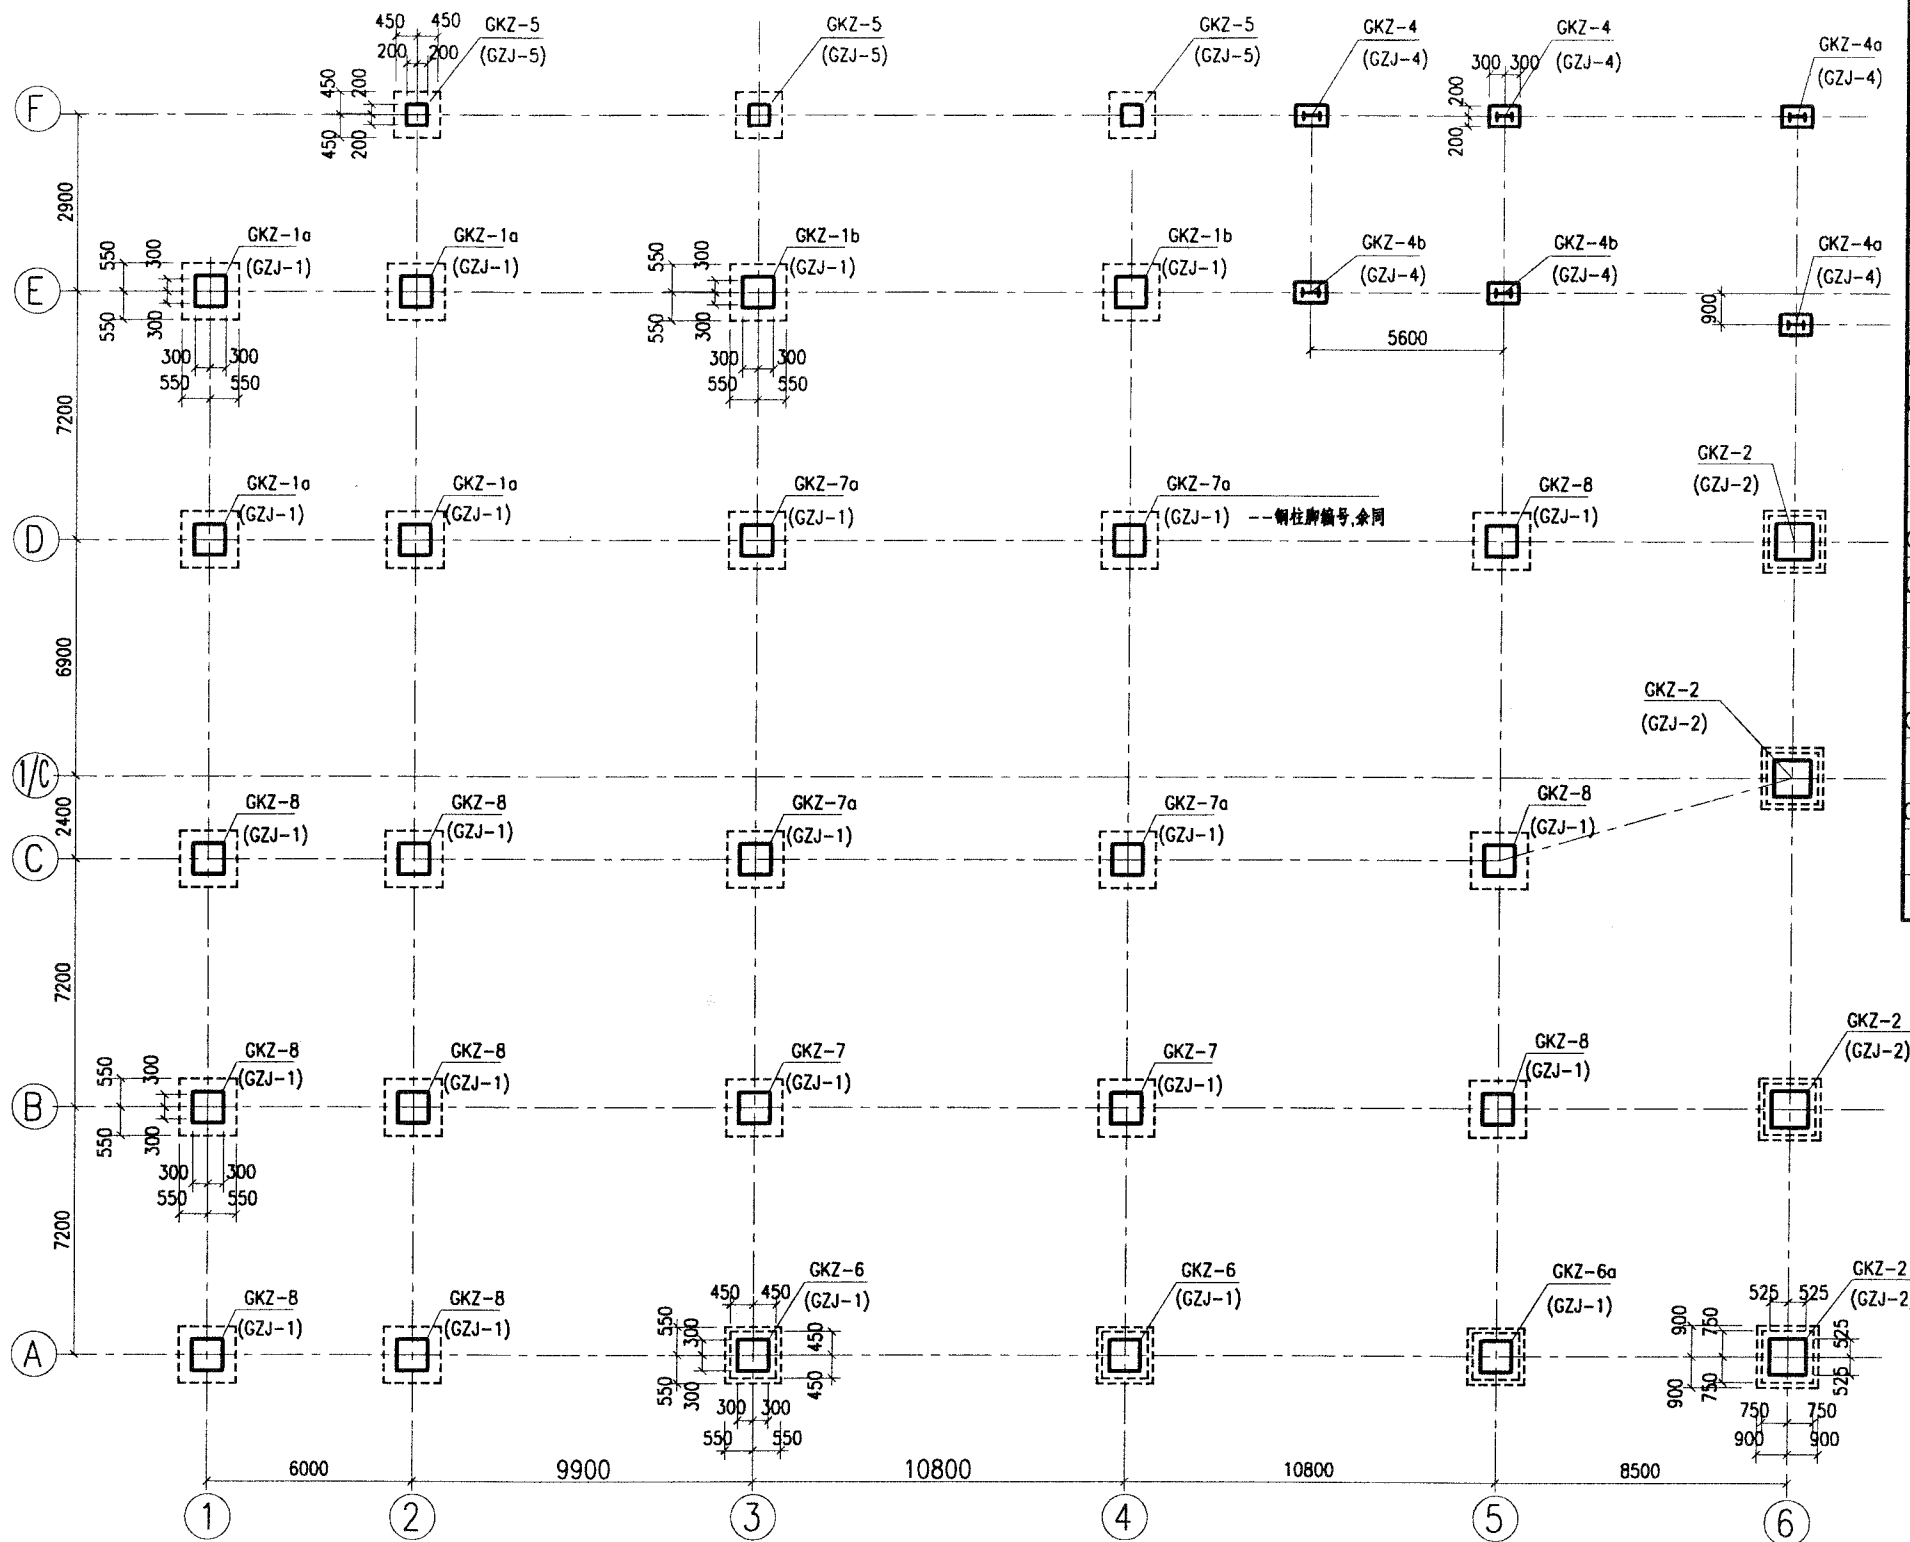 450 450 GKZ-5 GKZ-5 GKZ-5 GKZ-4 GKZ-4 GKZ-4a
200 200 (GZJ-5) (GZJ-5) (GZJ-5) (GZJ-4) 300 300 (GZJ-4) (GZJ-4)
450 200 200
F
450 200 200
2900
GKZ-1a GKZ-1a GKZ-1b GKZ-1b GKZ-4b GKZ-4b GKZ-4a
550 300 (GZJ-1) (GZJ-1) 550 300 (GZJ-1) (GZJ-1) (GZJ-4) (GZJ-4) (GZJ-4)
E
550 300 550 300 900
300 300 300 300 5600
550 550 550 550
7200
GKZ-2
GKZ-1a GKZ-1a GKZ-7a GKZ-7a GKZ-8 (GZJ-2)
(GZJ-1) (GZJ-1) (GZJ-1) (GZJ-1) --钢柱脚编号,余同 (GZJ-1)
D
6900
GKZ-2
(GZJ-2)
1/C
2400
GKZ-8 GKZ-8 GKZ-7a GKZ-7a GKZ-8
(GZJ-1) (GZJ-1) (GZJ-1) (GZJ-1) (GZJ-1)
C
7200
GKZ-2
GKZ-8 GKZ-8 GKZ-7 GKZ-7 GKZ-8 (GZJ-2)
550 300 (GZJ-1) (GZJ-1) (GZJ-1) (GZJ-1) (GZJ-1)
B
550 300
300 300
550 550
7200
GKZ-8 GKZ-8 GKZ-6 GKZ-6 GKZ-6a GKZ-2
(GZJ-1) (GZJ-1) 450 450 (GZJ-1) (GZJ-1) (GZJ-1) 525 525 (GZJ-2
550 300 450 900 750 525
A
550 300 450 900 750 525
300 300 750 750
550 550 900 900
6000 9900 10800 10800 8500
1 2 3 4 5 6